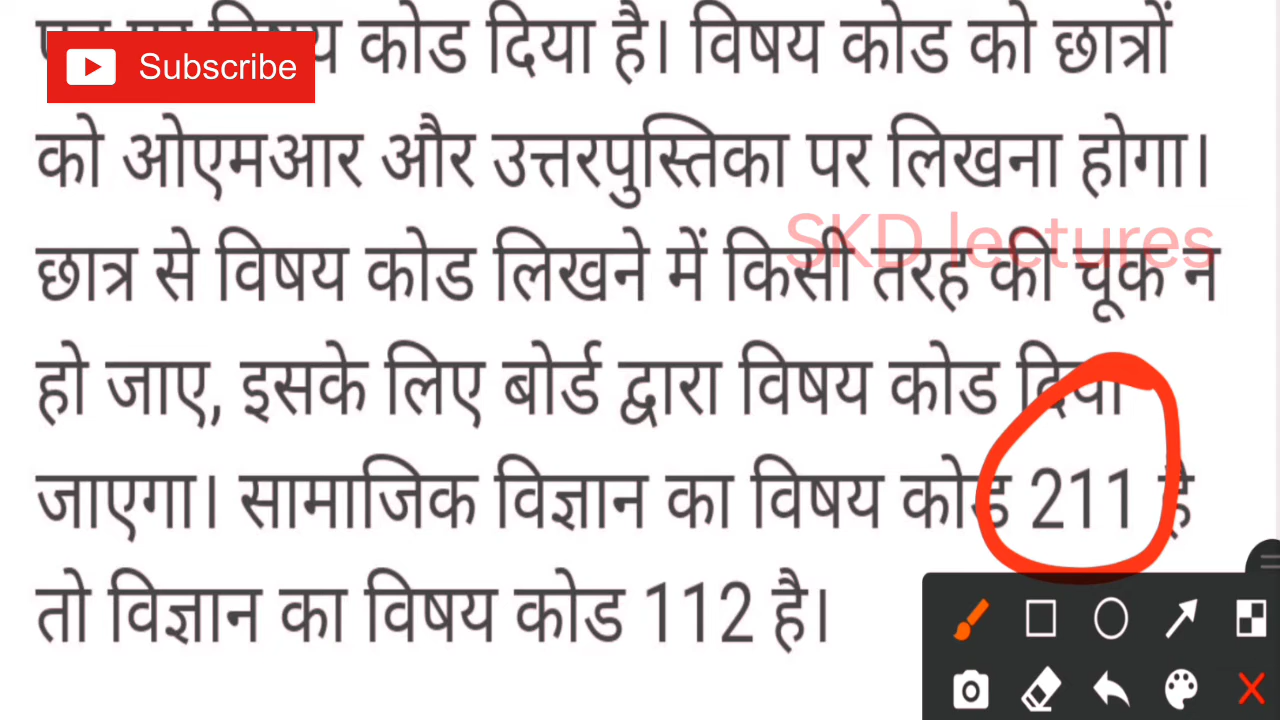 विषय कोड दिया है। विषय कोड को छात्रों
Subscribe
को ओएमआर और उत्तरपुस्तिका पर लिखना होगा।
SKD lectures
छात्र से विषय कोड लिखने में किसी तरह की चूक न
हो जाए, इसके लिए बोर्ड द्वारा विषय कोड दिया
जाएगा। सामाजिक विज्ञान का विषय कोड 211 है
तो विज्ञान का विषय कोड 112 है।